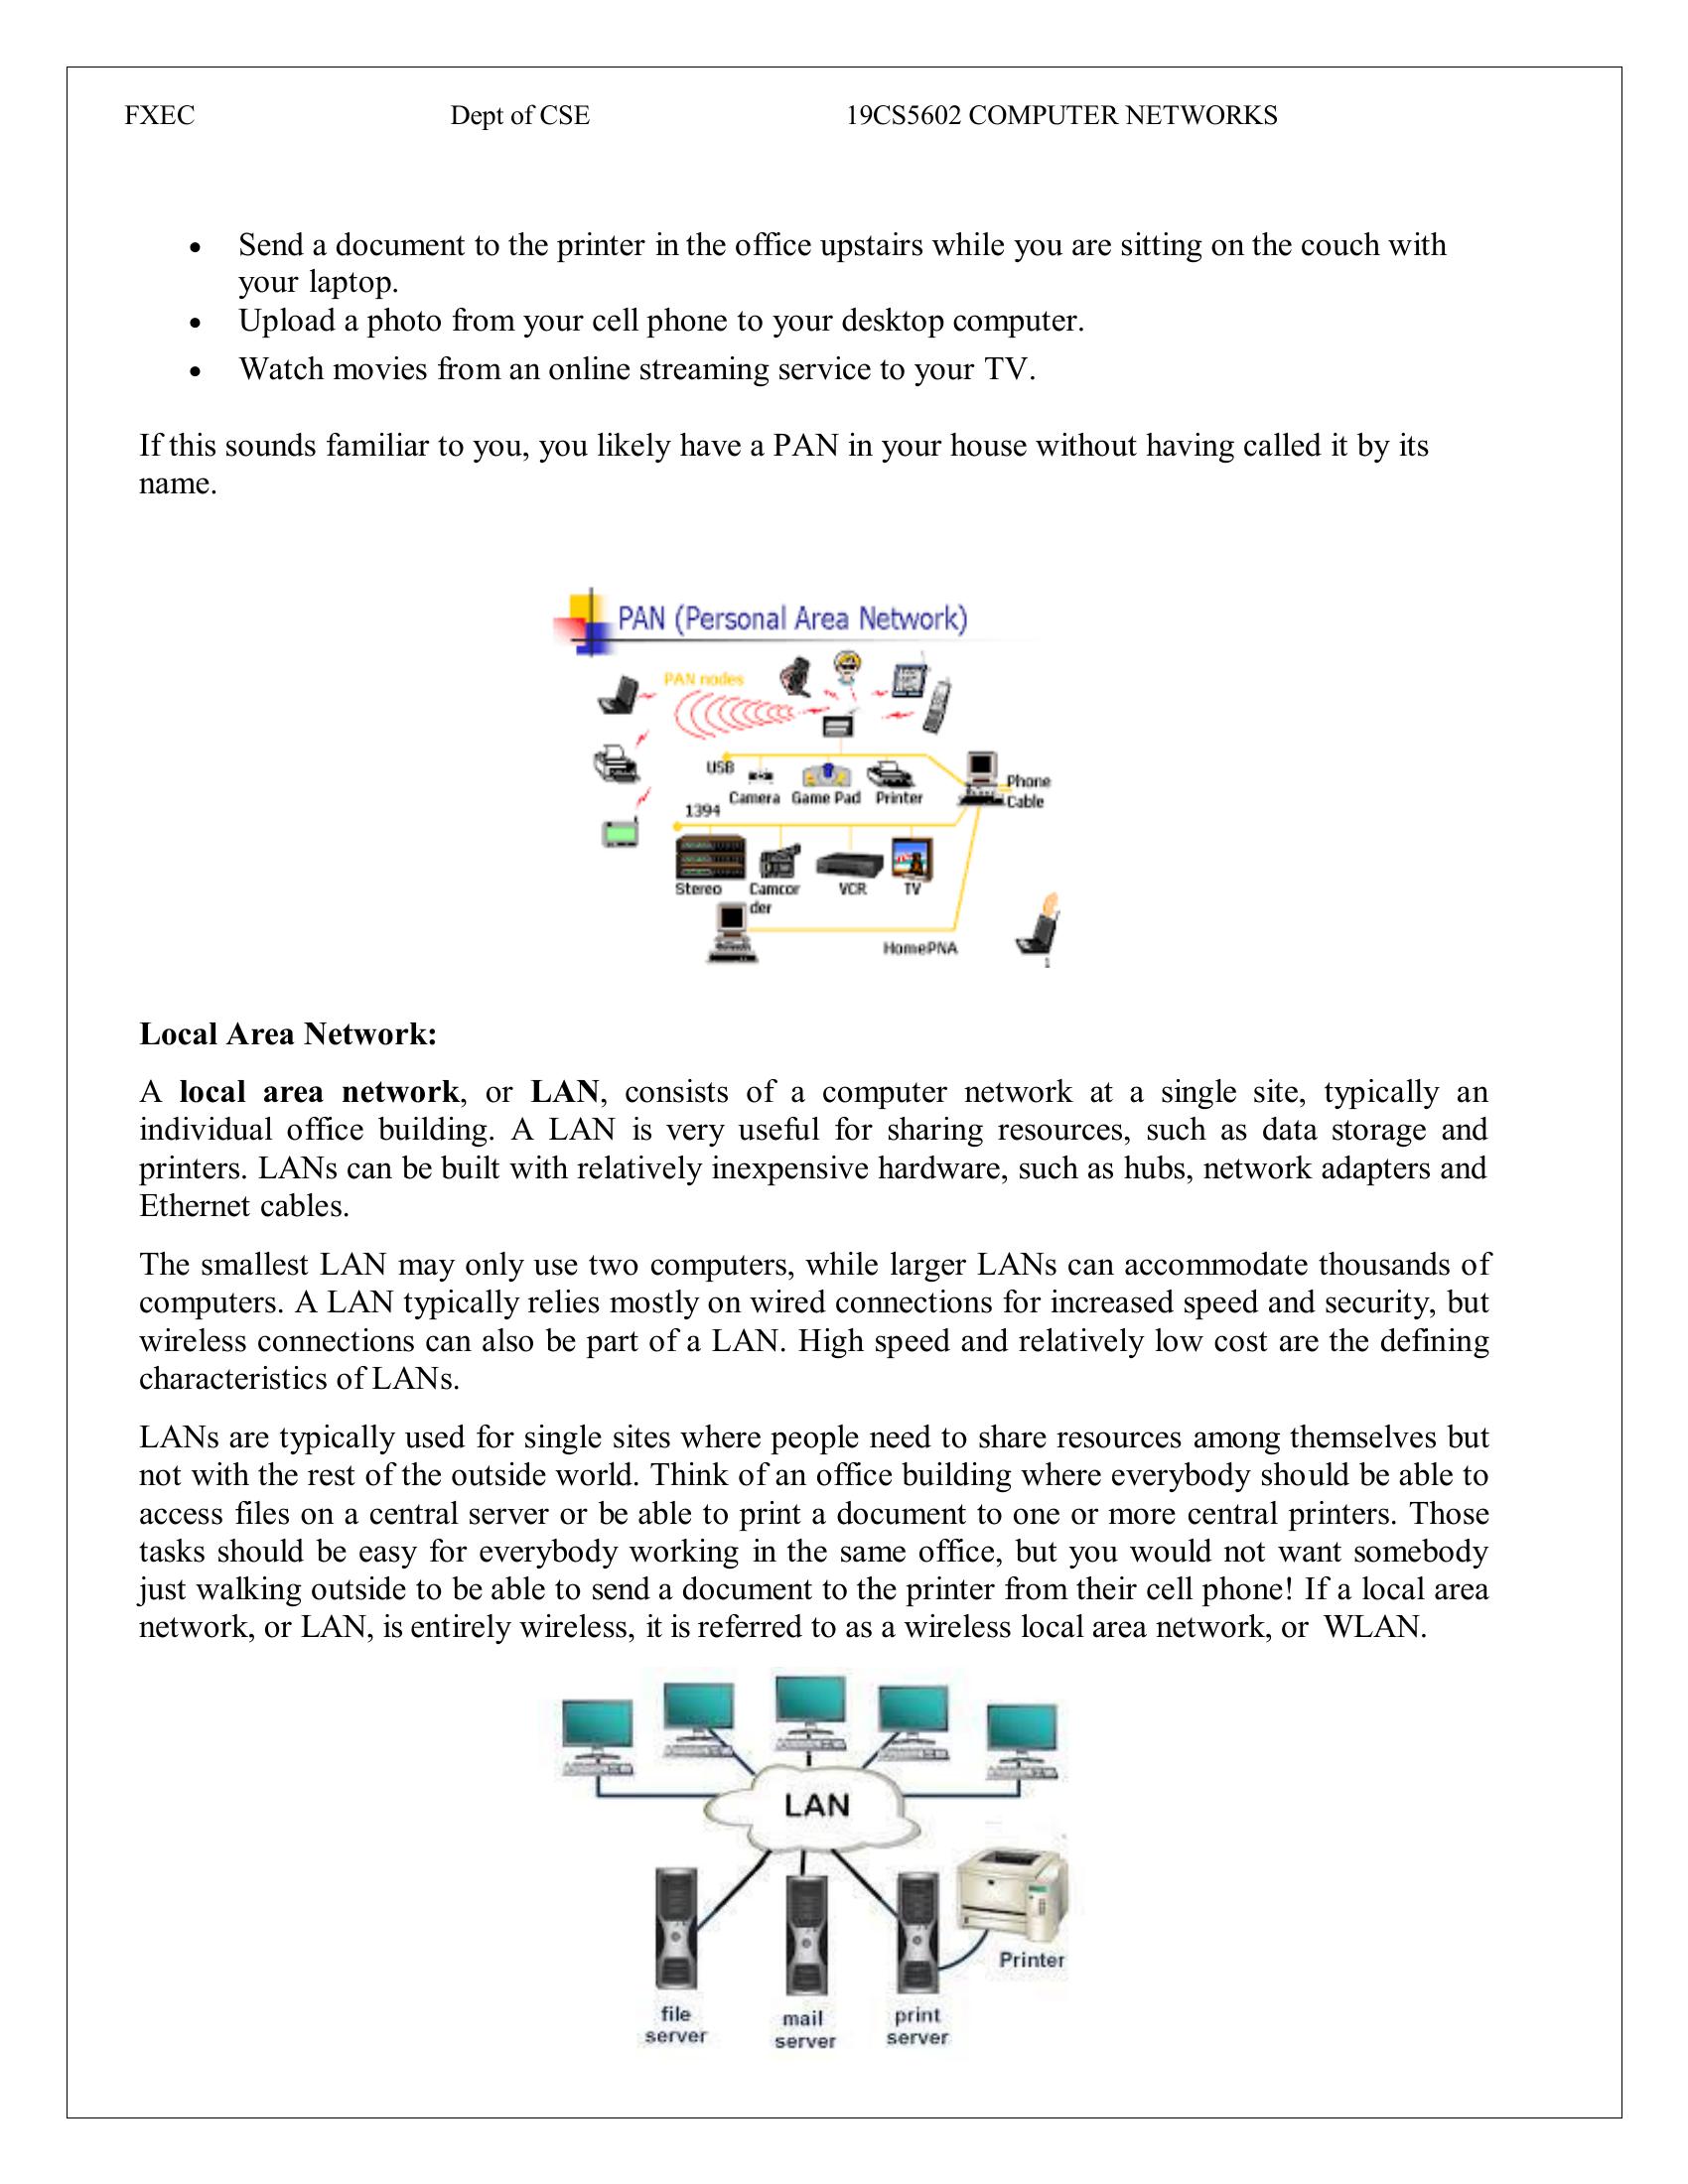 FXEC Dept of CSE 19CS5602 COMPUTER NETWORKS
• Send a document to the printer in the office upstairs while you are sitting on the couch with
your laptop.
• Upload a photo from your cell phone to your desktop computer.
• Watch movies from an online streaming service to your TV.
If this sounds familiar to you, you likely have a PAN in your house without having called it by its
name.
PAN (Personal Area Network)
PAN nodes
USB
Camera Game Pad Printer
Phone
Cable
1394
Stereo Camcor VCR TV
der
HomePNA
1
Local Area Network:
A local area network, or LAN, consists of a computer network at a single site, typically an
individual office building. A LAN is very useful for sharing resources, such as data storage and
printers. LANs can be built with relatively inexpensive hardware, such as hubs, network adapters and
Ethernet cables.
The smallest LAN may only use two computers, while larger LANs can accommodate thousands of
computers. A LAN typically relies mostly on wired connections for increased speed and security, but
wireless connections can also be part of a LAN. High speed and relatively low cost are the defining
characteristics of LANs.
LANs are typically used for single sites where people need to share resources among themselves but
not with the rest of the outside world. Think of an office building where everybody should be able to
access files on a central server or be able to print a document to one or more central printers. Those
tasks should be easy for everybody working in the same office, but you would not want somebody
just walking outside to be able to send a document to the printer from their cell phone! If a local area
network, or LAN, is entirely wireless, it is referred to as a wireless local area network, or WLAN.
LAN
Printer
file
server
mail
server
print
server